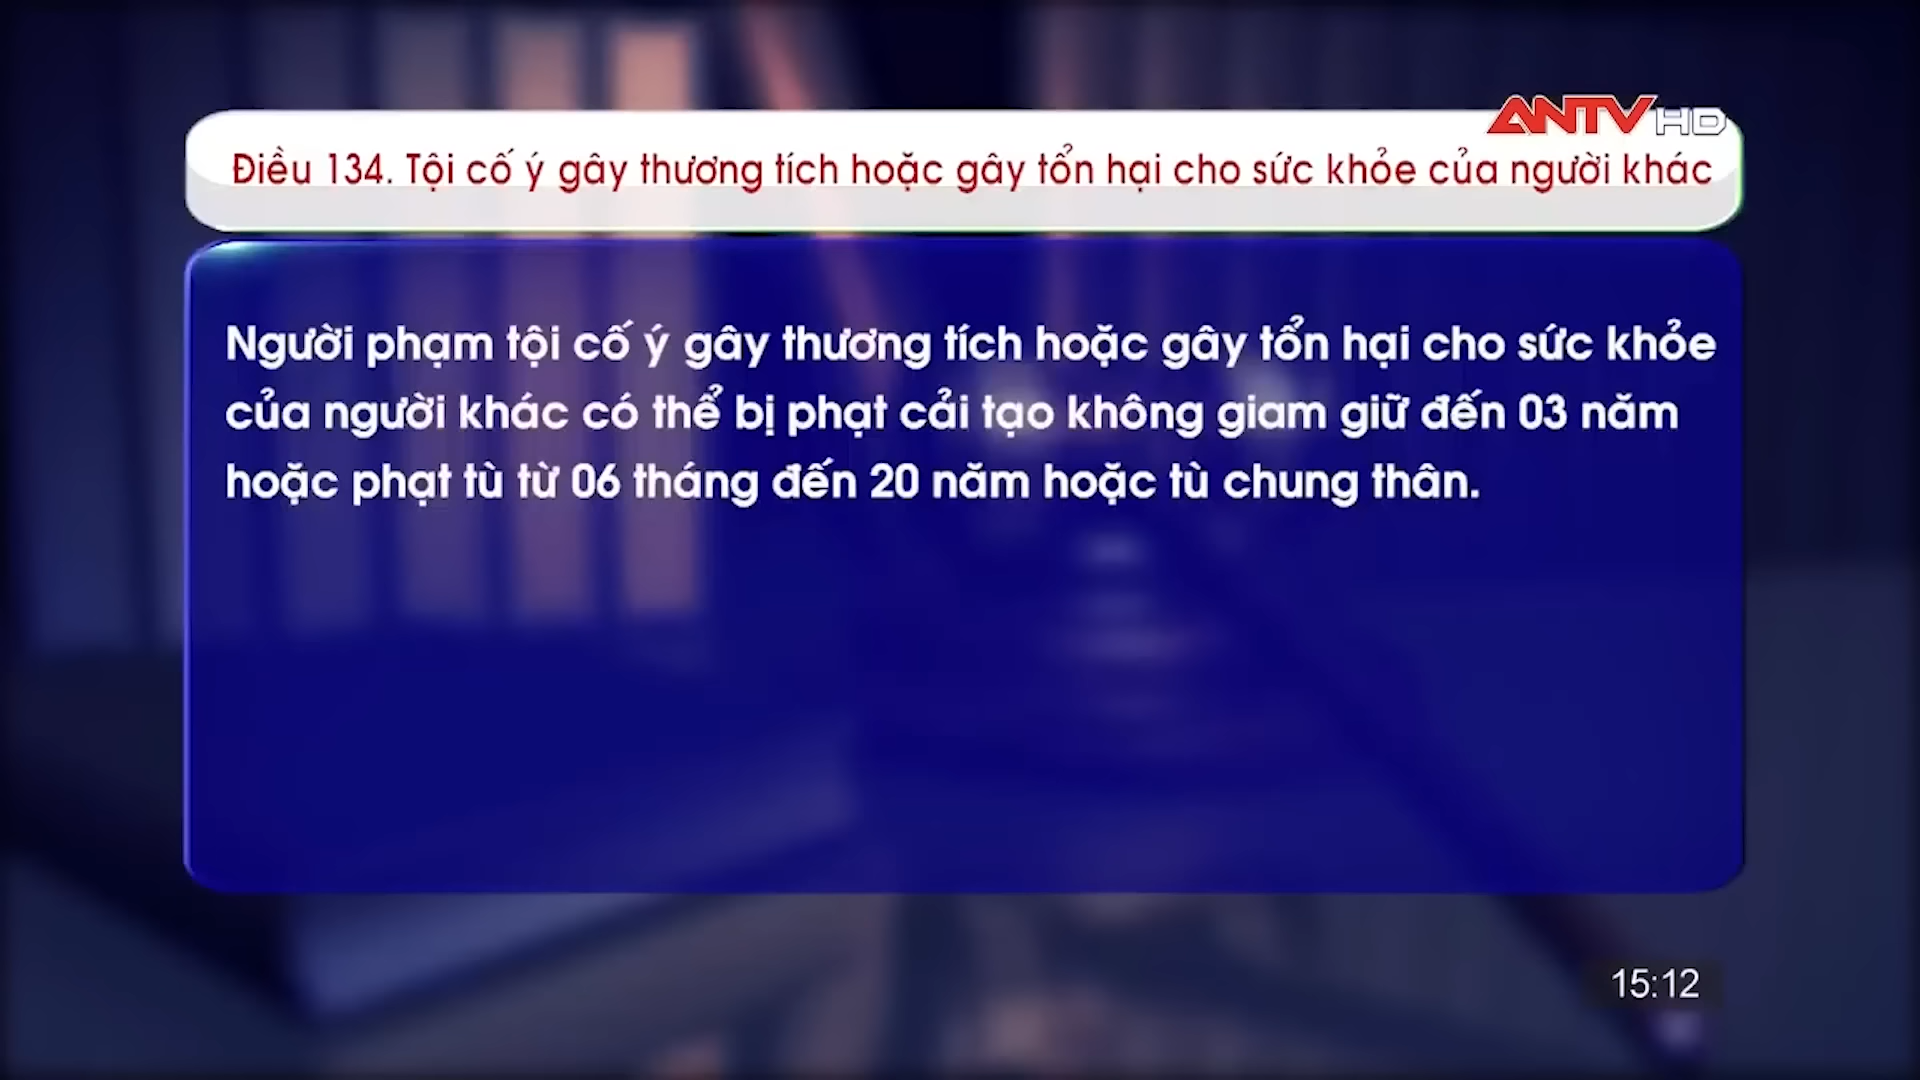 ANTV HD
Điều 134. Tội cố ý gây thương tích hoặc gây tổn hại cho sức khỏe của người khác
Người phạm tội cố ý gây thương tích hoặc gây tổn hại cho sức khỏe
của người khác có thể bị phạt cải tạo không giam giữ đến 03 năm
hoặc phạt tù từ 06 tháng đến 20 năm hoặc tù chung thân.
15:12